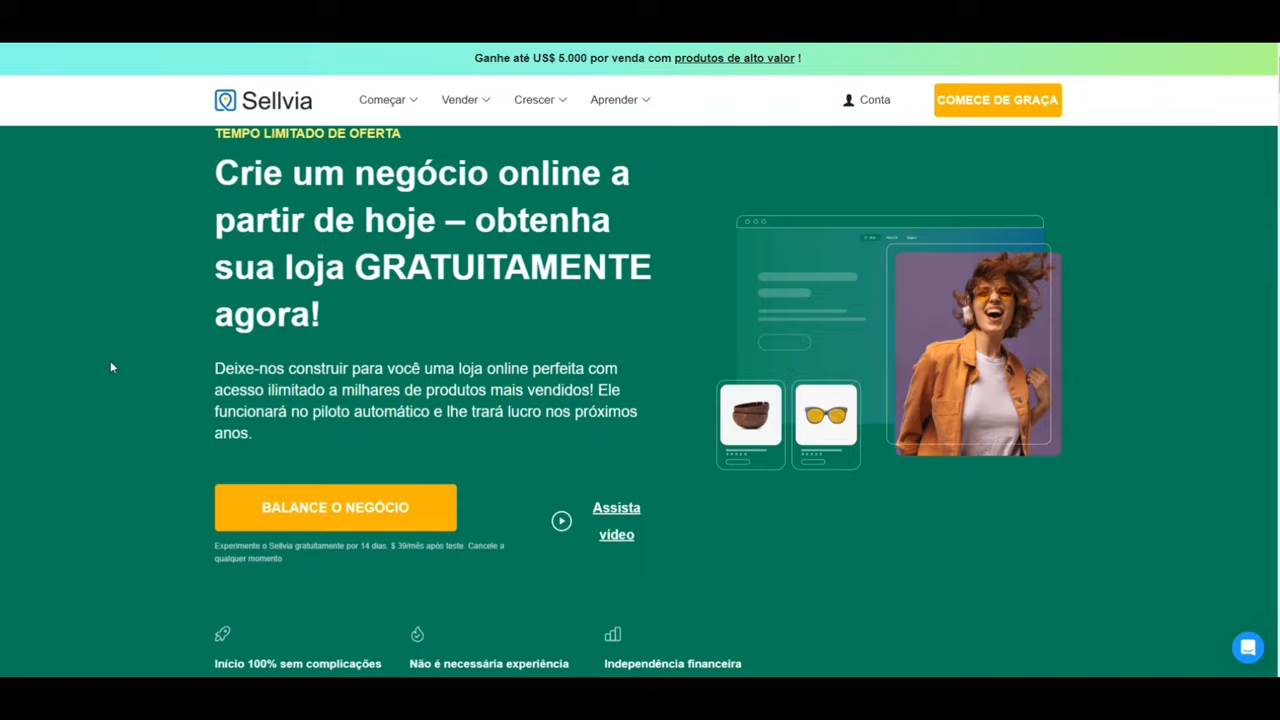 Ganhe até US$ 5.000 por venda com produtos de alto valor !
Sellvia
Começar
Vender
Crescer
Aprender
Conta
COMECE DE GRAÇA
TEMPO LIMITADO DE OFERTA
Crie um negócio online a
partir de hoje – obtenha
sua loja GRATUITAMENTE
agora!
Deixe-nos construir para você uma loja online perfeita com
acesso ilimitado a milhares de produtos mais vendidos! Ele
funcionará no piloto automático e lhe trará lucro nos próximos
anos.
BALANCE O NEGÓCIO
Assista
vídeo
Experimente o Sellvia gratuitamente por 14 dias. $ 39/mês após teste. Cancele a
qualquer momento
Início 100% sem complicações
Não é necessária experiência
Independência financeira